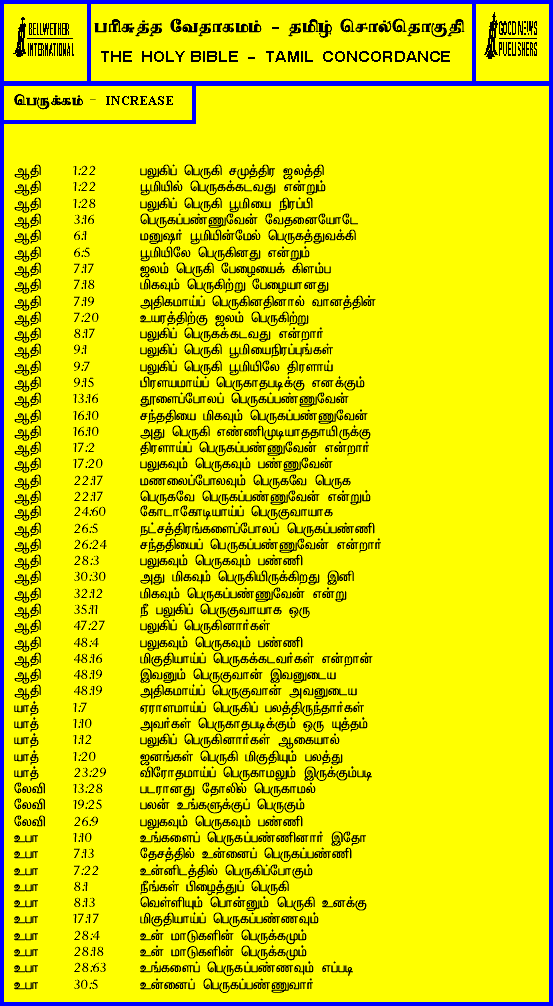 BELLWETHER
INTERNATIONAL
பரிசுத்த வேதாகமம் - தமிழ் சொல்தொகுதி
THE HOLY BIBLE - TAMIL CONCORDANCE
GOOD NEWS
PUBLISHERS
பெருக்கம் - INCREASE
ஆதி 1:22 பலுகிப் பெருகி சமுத்திர ஜலத்தி
ஆதி 1:22 பூமியில் பெருகக்கடவது என்றும்
ஆதி 1:28 பலுகிப் பெருகி பூமியை நிரப்பி
ஆதி 3:16 பெருகப்பண்ணுவேன் வேதனையோடே
ஆதி 6:1 மனுஷர் பூமியின்மேல் பெருகத்துவக்கி
ஆதி 6:5 பூமியிலே பெருகினது என்றும்
ஆதி 7:17 ஜலம் பெருகி பேழையைக் கிளம்ப
ஆதி 7:18 மிகவும் பெருகிற்று பேழையானது
ஆதி 7:19 அதிகமாய்ப் பெருகினதினால் வானத்தின்
ஆதி 7:20 உயரத்திற்கு ஜலம் பெருகிற்று
ஆதி 8:17 பலுகிப் பெருகக்கடவது என்றார்
ஆதி 9:1 பலுகிப் பெருகி பூமியைநிரப்புங்கள்
ஆதி 9:7 பலுகிப் பெருகி பூமியிலே திரளாய்
ஆதி 9:15 பிரளயமாய்ப் பெருகாதபடிக்கு எனக்கும்
ஆதி 13:16 தூளைப்போலப் பெருகப்பண்ணுவேன்
ஆதி 16:10 சந்ததியை மிகவும் பெருகப்பண்ணுவேன்
ஆதி 16:10 அது பெருகி எண்ணிமுடியாததாயிருக்கு
ஆதி 17:2 திரளாய்ப் பெருகப்பண்ணுவேன் என்றார்
ஆதி 17:20 பலுகவும் பெருகவும் பண்ணுவேன்
ஆதி 22:17 மணலைப்போலவும் பெருகவே பெருக
ஆதி 22:17 பெருகவே பெருகப்பண்ணுவேன் என்றும்
ஆதி 24:60 கோடாகோடியாய்ப் பெருகுவாயாக
ஆதி 26:5 நட்சத்திரங்களைப்போலப் பெருகப்பண்ணி
ஆதி 26:24 சந்ததியைப் பெருகப்பண்ணுவேன் என்றார்
ஆதி 28:3 பலுகவும் பெருகவும் பண்ணி
ஆதி 30:30 அது மிகவும் பெருகியிருக்கிறது இனி
ஆதி 32:12 மிகவும் பெருகப்பண்ணுவேன் என்று
ஆதி 35:11 நீ பலுகிப் பெருகுவாயாக ஒரு
ஆதி 47:27 பலுகிப் பெருகினார்கள்
ஆதி 48:4 பலுகவும் பெருகவும் பண்ணி
ஆதி 48:16 மிகுதியாய்ப் பெருகக்கடவர்கள் என்றான்
ஆதி 48:19 இவனும் பெருகுவான் இவனுடைய
ஆதி 48:19 அதிகமாய்ப் பெருகுவான் அவனுடைய
யாத் 1:7 ஏராளமாய்ப் பெருகிப் பலத்திருந்தார்கள்
யாத் 1:10 அவர்கள் பெருகாதபடிக்கும் ஒரு யுத்தம்
யாத் 1:12 பலுகிப் பெருகினார்கள் ஆகையால்
யாத் 1:20 ஜனங்கள் பெருகி மிகுதியும் பலத்து
யாத் 23:29 விரோதமாய்ப் பெருகாமலும் இருக்கும்படி
லேவி 13:28 படரானது தோலில் பெருகாமல்
லேவி 19:25 பலன் உங்களுக்குப் பெருகும்
லேவி 26:9 பலுகவும் பெருகவும் பண்ணி
உபா 1:10 உங்களைப் பெருகப்பண்ணினார் இதோ
உபா 7:13 தேசத்தில் உன்னைப் பெருகப்பண்ணி
உபா 7:22 உன்னிடத்தில் பெருகிப்போகும்
உபா 8:1 நீங்கள் பிழைத்துப் பெருகி
உபா 8:13 வெள்ளியும் பொன்னும் பெருகி உனக்கு
உபா 17:17 மிகுதியாய்ப் பெருகப்பண்ணவும்
உபா 28:4 உன் மாடுகளின் பெருக்கமும்
உபா 28:18 உன் மாடுகளின் பெருக்கமும்
உபா 28:63 உங்களைப் பெருகப்பண்ணவும் எப்படி
உபா 30:5 உன்னைப் பெருகப்பண்ணுவார்